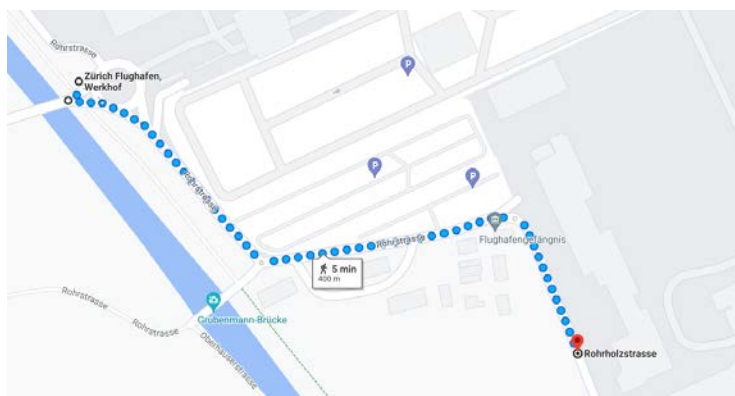 Rohrstrasse
Zürich Flughafen,
Werkhof
P
P
Rohrstrasse
P
Rohrstrasse
Flughafengefängnis
5 min
400 m
Rohrstrasse
Grubenmann-Brücke
Rohrstrasse
Oberhauserstrasse
Rohrholzstrasse